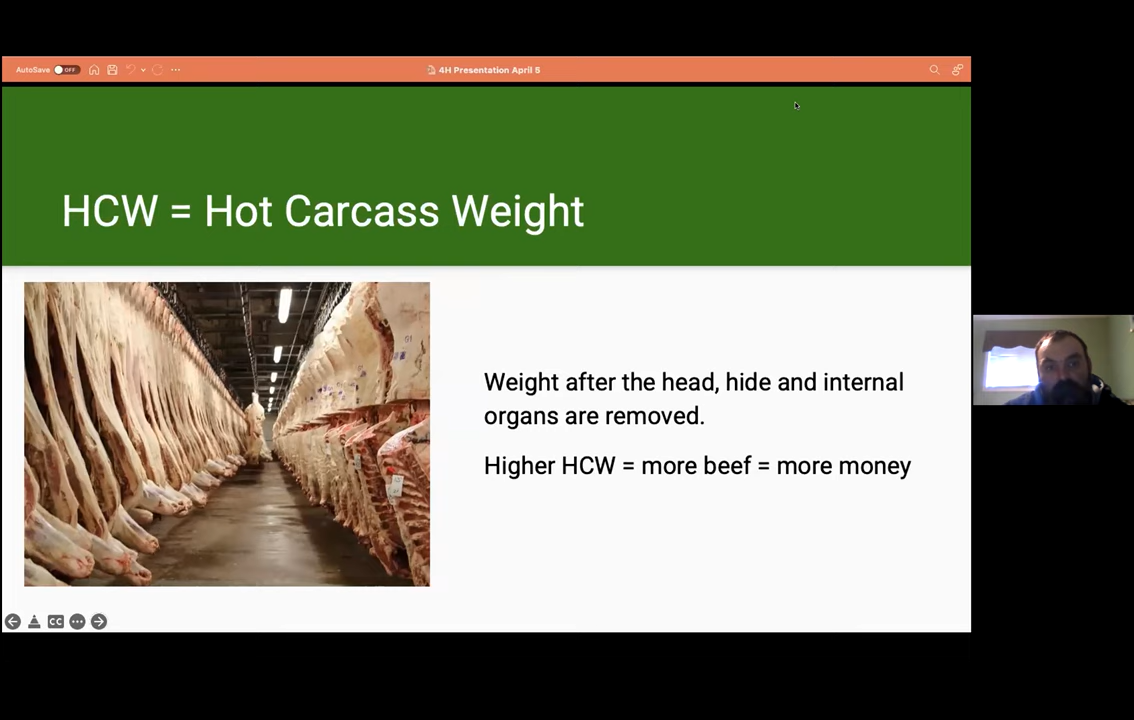 AutoSave OFF
4H Presentation April 5
HCW = Hot Carcass Weight
Weight after the head, hide and internal
organs are removed.
Higher HCW = more beef = more money
CC